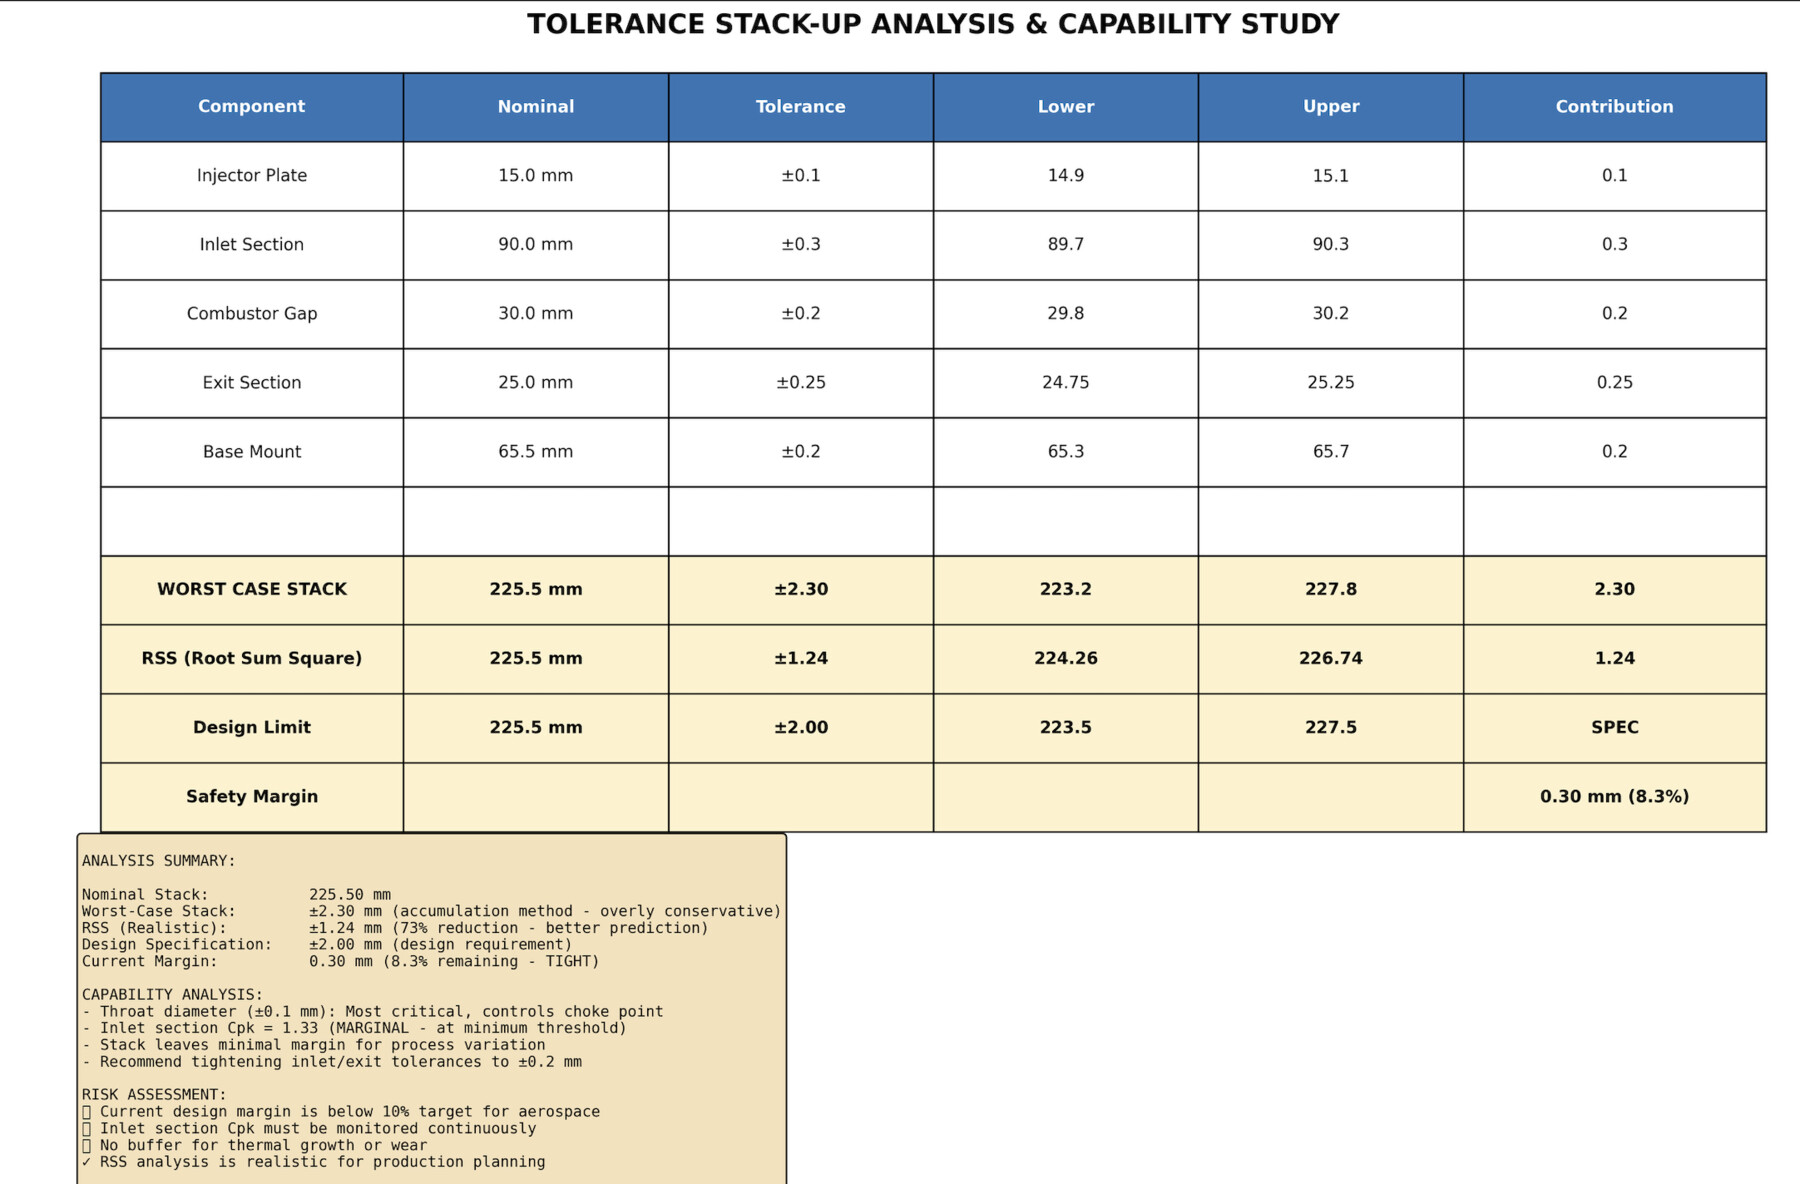 TOLERANCE STACK-UP ANALYSIS & CAPABILITY STUDY
Component Nominal Tolerance Lower Upper Contribution
Injector Plate 15.0 mm ±0.1 14.9 15.1 0.1
Inlet Section 90.0 mm ±0.3 89.7 90.3 0.3
Combustor Gap 30.0 mm ±0.2 29.8 30.2 0.2
Exit Section 25.0 mm ±0.25 24.75 25.25 0.25
Base Mount 65.5 mm ±0.2 65.3 65.7 0.2
WORST CASE STACK 225.5 mm ±2.30 223.2 227.8 2.30
RSS (Root Sum Square) 225.5 mm ±1.24 224.26 226.74 1.24
Design Limit 225.5 mm ±2.00 223.5 227.5 SPEC
Safety Margin 0.30 mm (8.3%)
ANALYSIS SUMMARY:
Nominal Stack: 225.50 mm
Worst-Case Stack: ±2.30 mm (accumulation method - overly conservative)
RSS (Realistic): ±1.24 mm (73% reduction - better prediction)
Design Specification: ±2.00 mm (design requirement)
Current Margin: 0.30 mm (8.3% remaining - TIGHT)
CAPABILITY ANALYSIS:
- Throat diameter (±0.1 mm): Most critical, controls choke point
- Inlet section Cpk = 1.33 (MARGINAL - at minimum threshold)
- Stack leaves minimal margin for process variation
- Recommend tightening inlet/exit tolerances to ±0.2 mm
RISK ASSESSMENT:
▯ Current design margin is below 10% target for aerospace
▯ Inlet section Cpk must be monitored continuously
▯ No buffer for thermal growth or wear
✓ RSS analysis is realistic for production planning